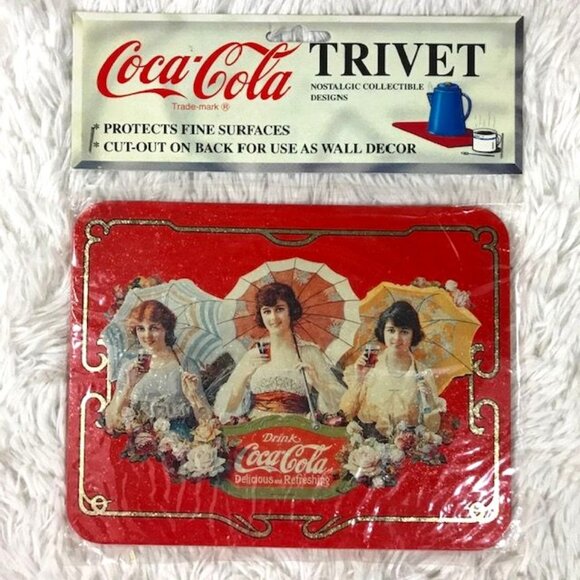 Coca-Cola
Trade-mark ®
TRIVET
NOSTALGIC COLLECTIBLE
DESIGNS
* PROTECTS FINE SURFACES
* CUT-OUT ON BACK FOR USE AS WALL DECOR
Drink
Coca-Cola
Delicious and Refreshing